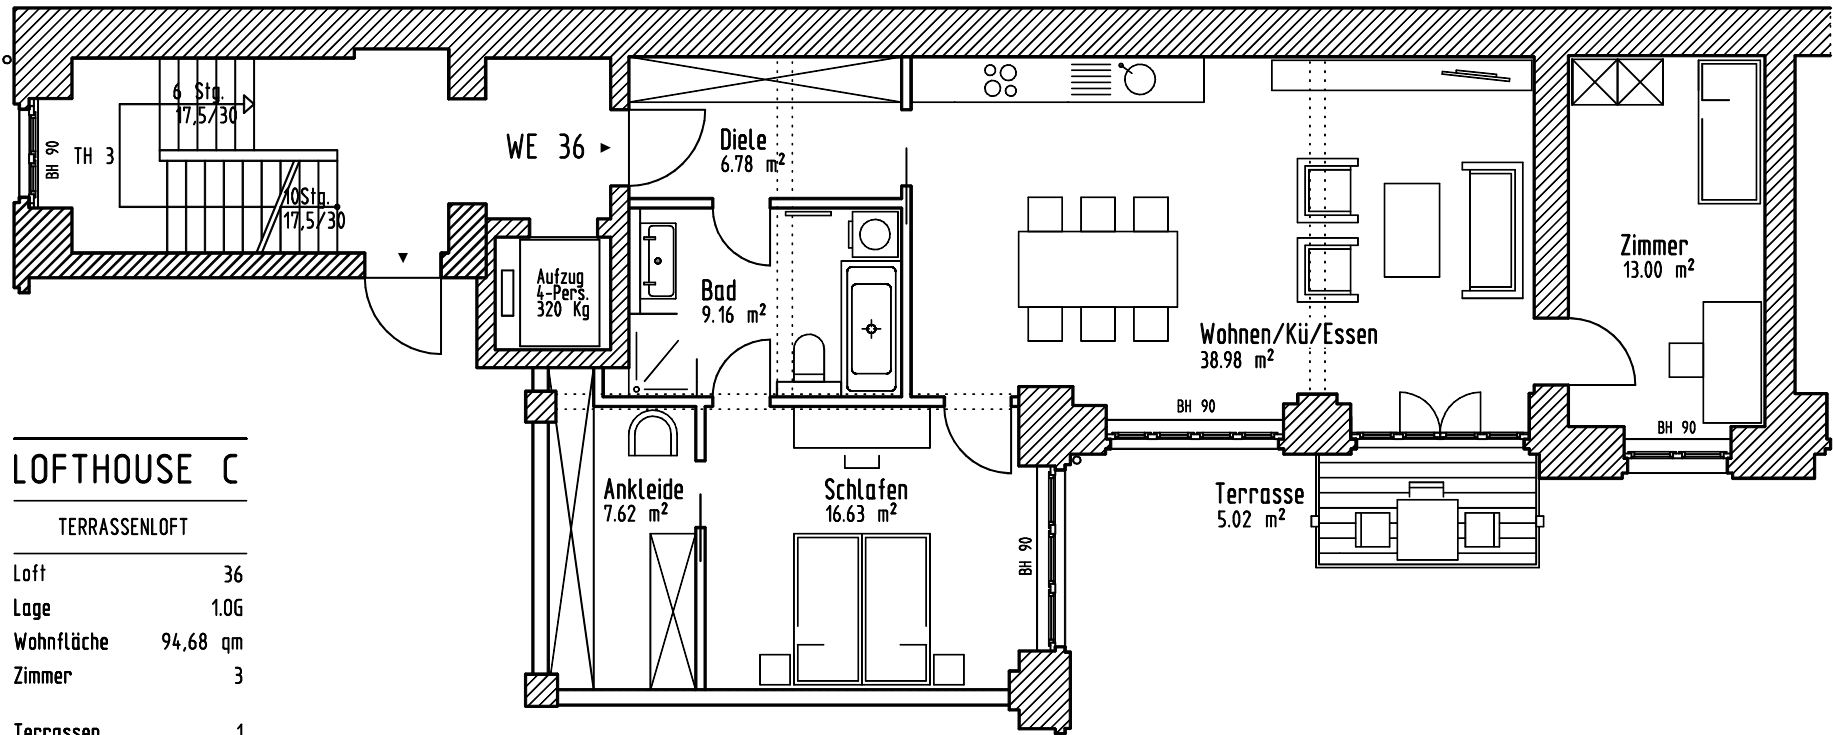 6 Stg.
17,5/30
BH 90
TH 3
10Stg.
17,5/30
WE 36
Diele
6.78 m²
Aufzug
4-Pers.
320 Kg
Bad
9.16 m²
Wohnen/Kü/Essen
38.98 m²
Zimmer
13.00 m²
BH 90
BH 90
Ankleide
7.62 m²
Schlafen
16.63 m²
BH 90
Terrasse
5.02 m²
LOFTHOUSE C
TERRASSENLOFT
Loft 36
Lage 1.OG
Wohnfläche 94,68 qm
Zimmer 3
Terrassen 1